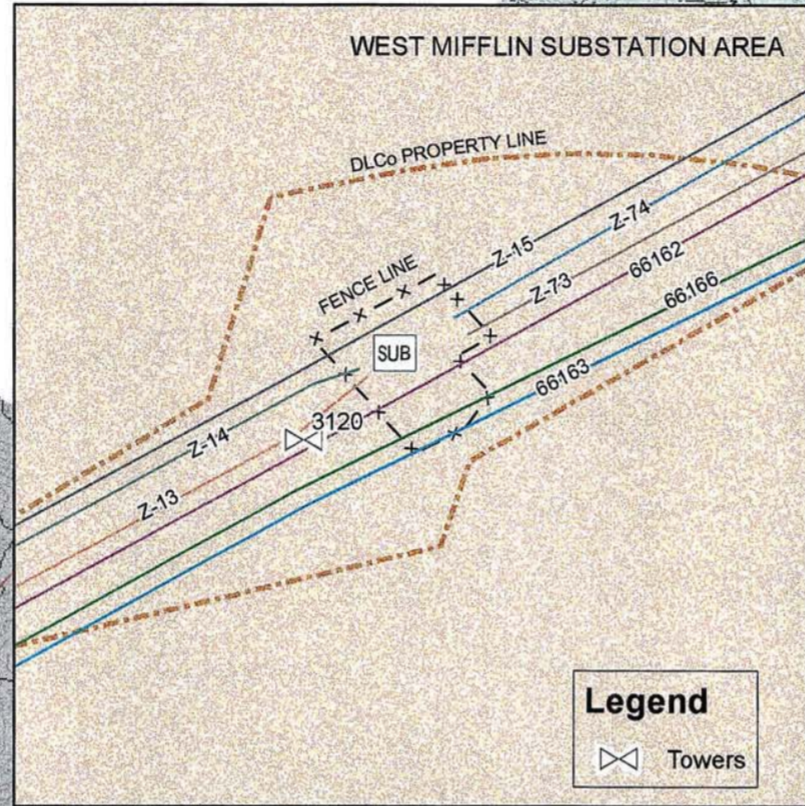 WEST MIFFLIN SUBSTATION AREA
DLCo PROPERTY LINE
Z-74
Z-15
FENCE LINE
66162
Z-73
66166
SUB
66163
3120
Z-14
Z-13
Legend
Towers